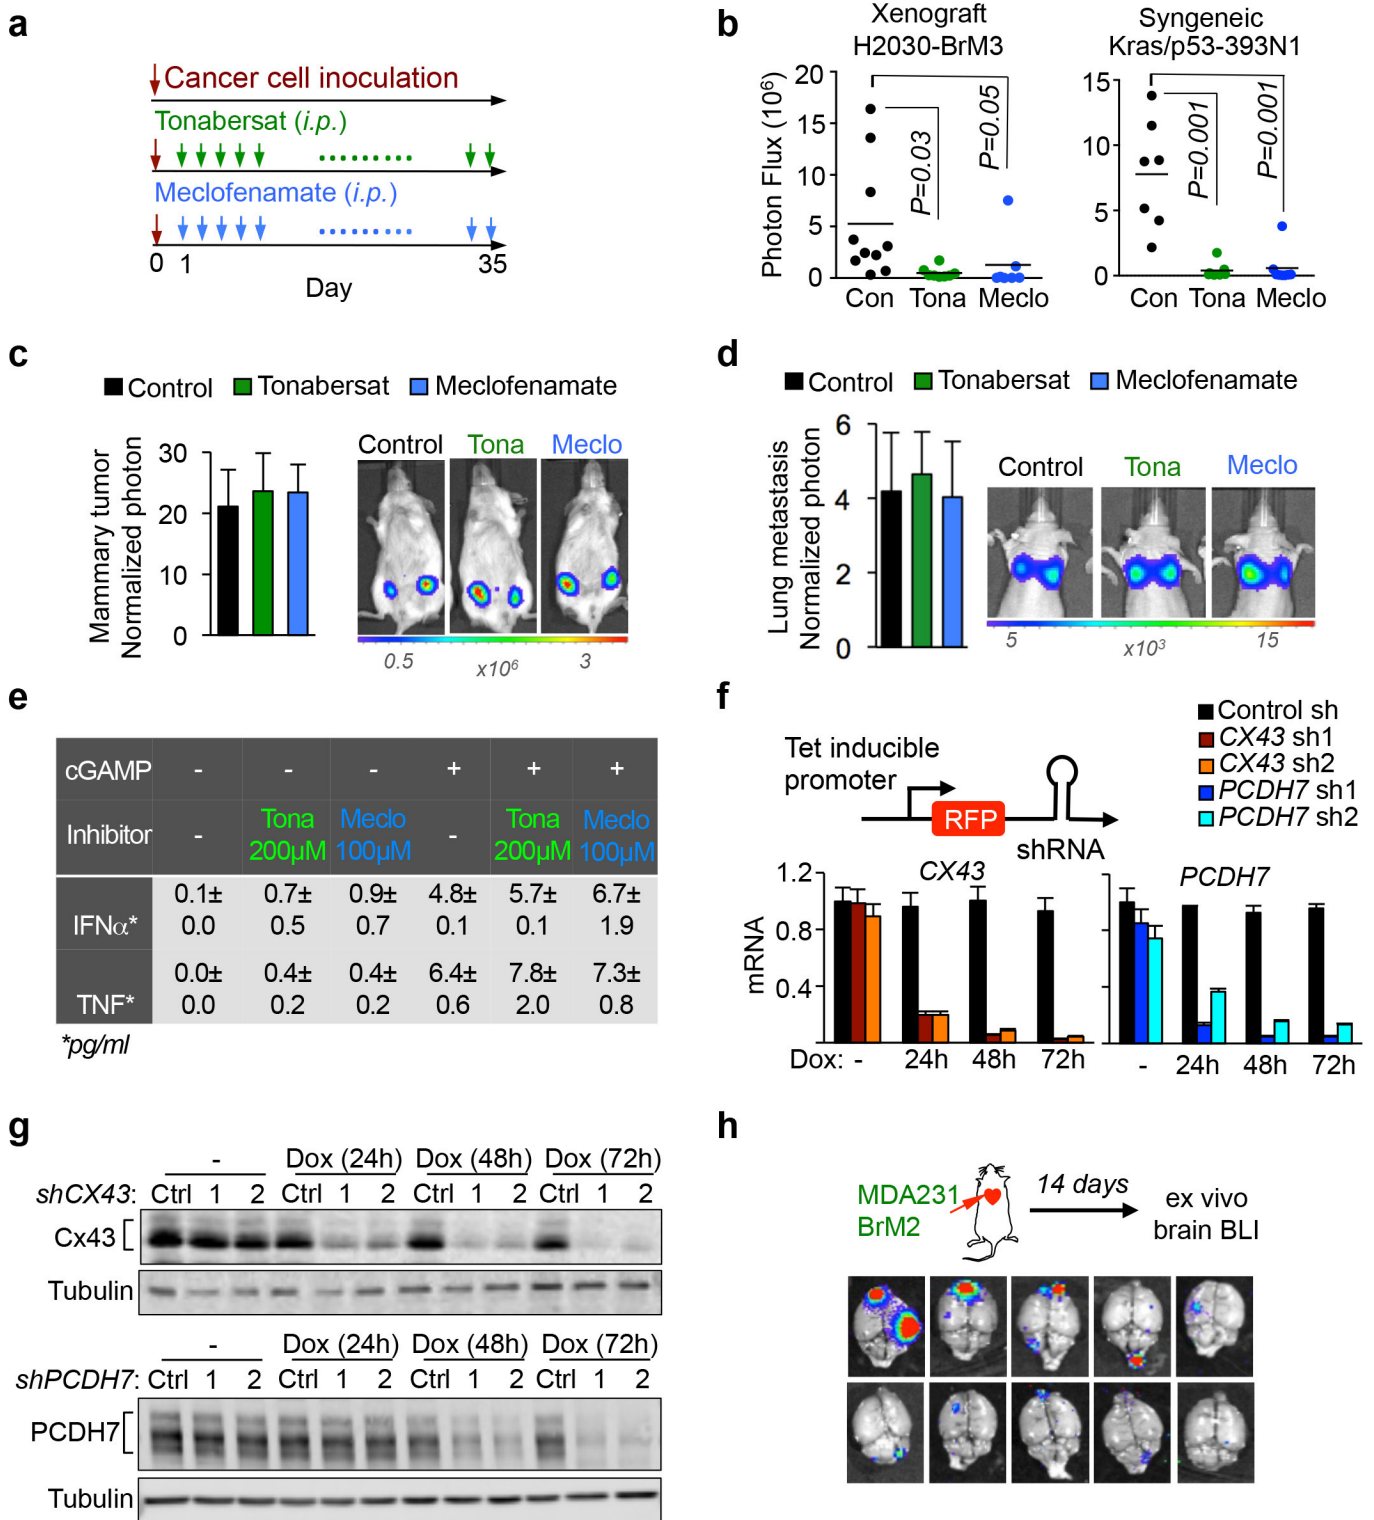 a
Cancer cell inoculation
Tonabersat (i.p.)
Meclofenamate (i.p.)
0 1 35
Day
b
Xenograft
H2030-BrM3
Syngeneic
Kras/p53-393N1
Photon Flux (10⁶)
20
15
10
5
0
P=0.03
P=0.05
Con Tona Meclo
15
10
5
0
P=0.001
P=0.001
Con Tona Meclo
c
Control Tonabersat Meclofenamate
Mammary tumor
Normalized photon
30
20
10
0
Control Tona Meclo
0.5 x10⁶ 3
d
Control Tonabersat Meclofenamate
Lung metastasis
Normalized photon
6
4
2
0
Control Tona Meclo
5 x10³ 15
e
cGAMP - - - + + +
Inhibitor - Tona 200µM Meclo 100µM - Tona 200µM Meclo 100µM
IFNα* 0.1± 0.0 0.7± 0.5 0.9± 0.7 4.8± 0.1 5.7± 0.1 6.7± 1.9
TNF* 0.0± 0.0 0.4± 0.2 0.4± 0.2 6.4± 0.6 7.8± 2.0 7.3± 0.8
*pg/ml
f
Tet inducible
promoter
RFP
shRNA
Control sh
CX43 sh1
CX43 sh2
PCDH7 sh1
PCDH7 sh2
CX43
PCDH7
mRNA
1.2
0.8
0.4
Dox: - 24h 48h 72h
- 24h 48h 72h
g
- Dox (24h) Dox (48h) Dox (72h)
shCX43: Ctrl 1 2 Ctrl 1 2 Ctrl 1 2 Ctrl 1 2
Cx43
Tubulin
- Dox (24h) Dox (48h) Dox (72h)
shPCDH7: Ctrl 1 2 Ctrl 1 2 Ctrl 1 2 Ctrl 1 2
PCDH7
Tubulin
h
MDA231
BrM2
14 days
ex vivo
brain BLI